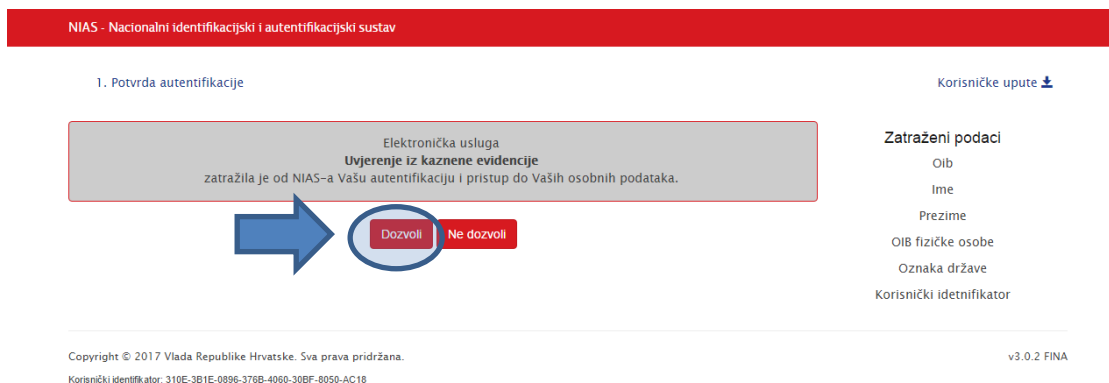 NIAS - Nacionalni identifikacijski i autentifikacijski sustav
1. Potvrda autentifikacije
Korisničke upute
Elektronička usluga
Uvjerenje iz kaznene evidencije
zatražila je od NIAS-a Vašu autentifikaciju i pristup do Vaših osobnih podataka.
Dozvoli
Ne dozvoli
Zatraženi podaci
Oib
Ime
Prezime
OIB fizičke osobe
Oznaka države
Korisnički idetnifikator
Copyright © 2017 Vlada Republike Hrvatske. Sva prava pridržana.
v3.0.2 FINA
Korisnički identifikator: 310E-3B1E-0896-376B-4060-30BF-8050-AC18